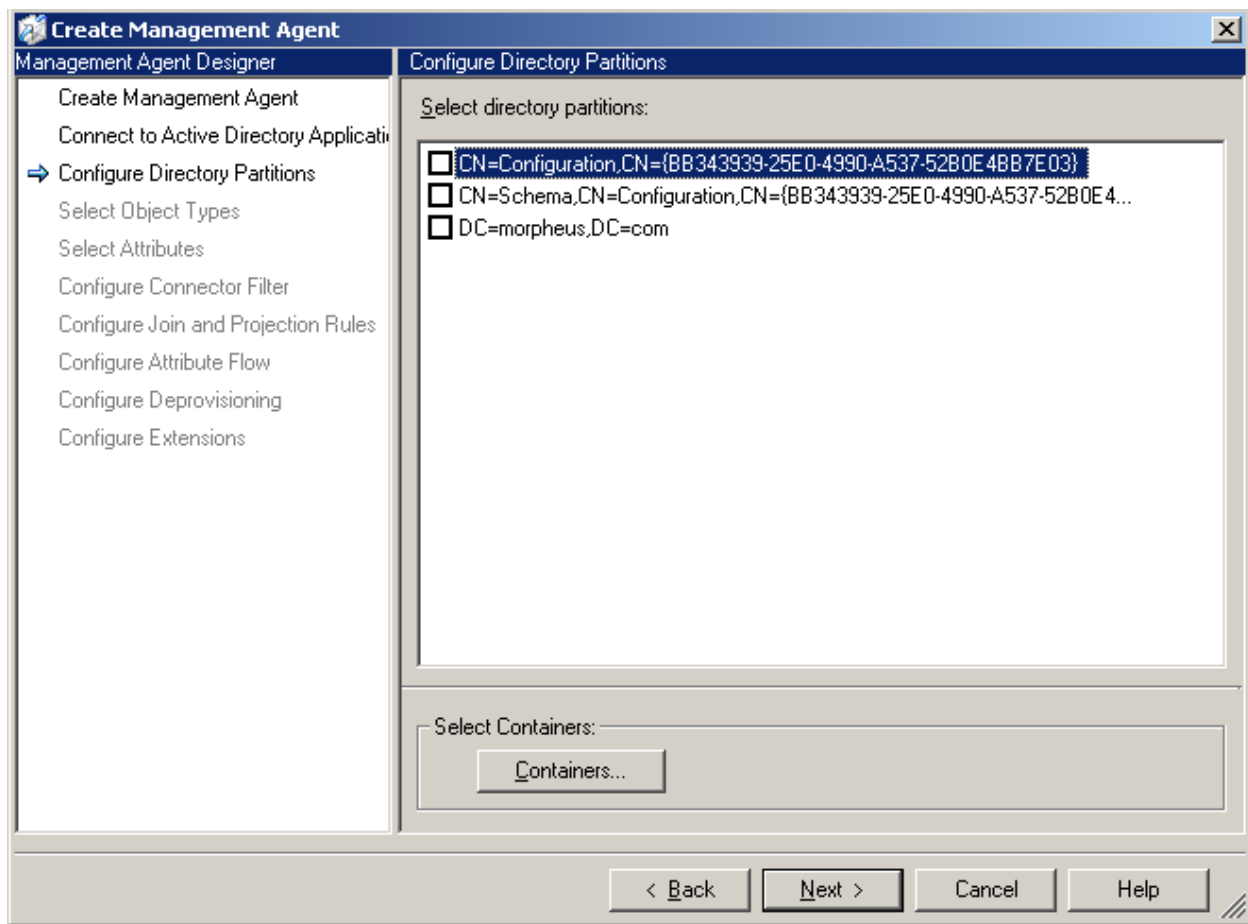 Create Management Agent
Management Agent Designer
Create Management Agent
Connect to Active Directory Applicati
Configure Directory Partitions
Select Object Types
Select Attributes
Configure Connector Filter
Configure Join and Projection Rules
Configure Attribute Flow
Configure Deprovisioning
Configure Extensions
Configure Directory Partitions
Select directory partitions:
CN=Configuration,CN={BB343939-25E0-4990-A537-52B0E4BB7E03}
CN=Schema,CN=Configuration,CN={BB343939-25E0-4990-A537-52B0E4...
DC=morpheus,DC=com
Select Containers:
Containers...
< Back
Next >
Cancel
Help